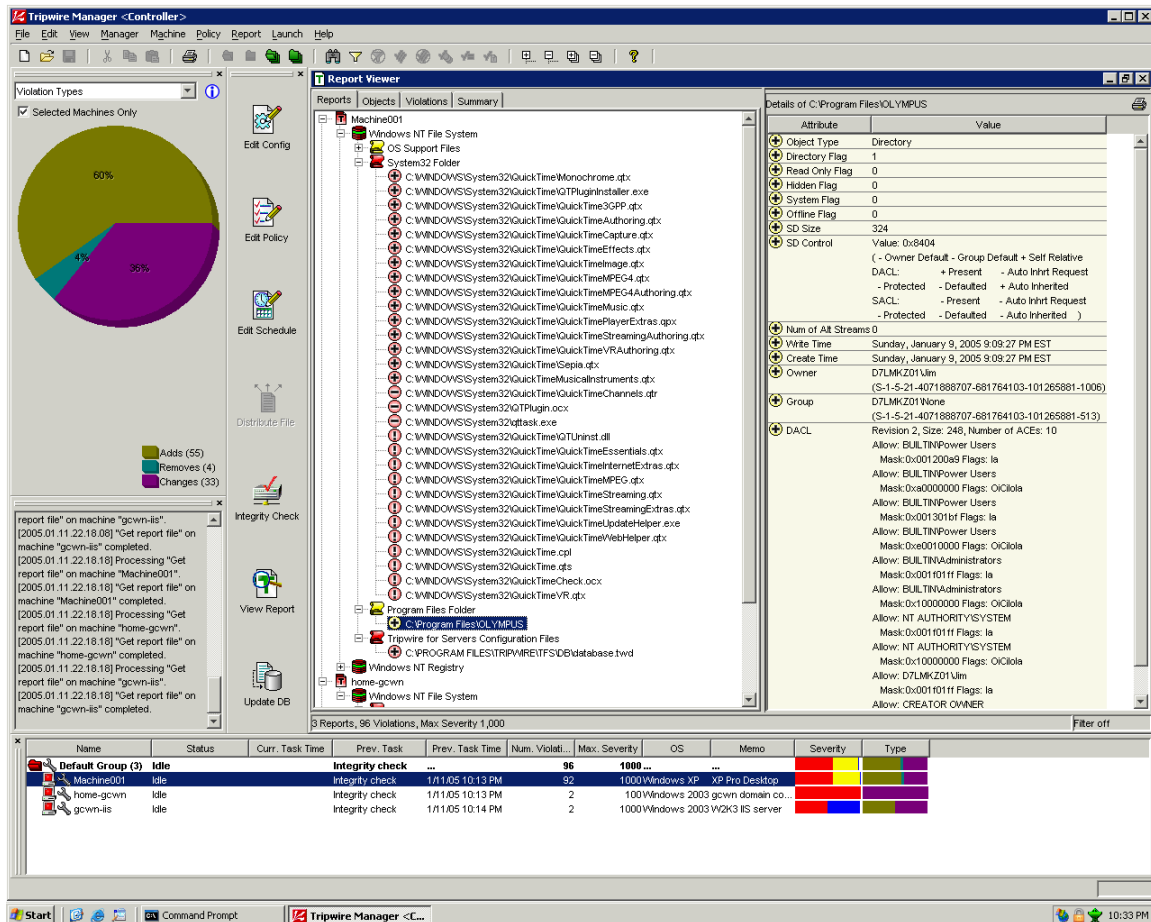 Tripwire Manager <Controller>
File Edit View Manager Machine Policy Report Launch Help
Violation Types
Selected Machines Only
60%
4%
36%
Adds (55)
Removes (4)
Changes (33)
report file" on machine "gcwn-iis".
[2005.01.11.22.18.08] "Get report file" on
machine "gcwn-iis" completed.
[2005.01.11.22.18.18] Processing "Get
report file" on machine "Machine001".
[2005.01.11.22.18.18] "Get report file" on
machine "Machine001" completed.
[2005.01.11.22.18.18] Processing "Get
report file" on machine "home-gcwn".
[2005.01.11.22.18.18] "Get report file" on
machine "home-gcwn" completed.
[2005.01.11.22.18.18] Processing "Get
report file" on machine "gcwn-iis".
[2005.01.11.22.18.18] "Get report file" on
machine "gcwn-iis" completed.
Edit Config
Edit Policy
Edit Schedule
Distribute File
Integrity Check
View Report
Update DB
Report Viewer
Reports Objects Violations Summary
Machine001
Windows NT File System
OS Support Files
System32 Folder
C:\WINDOWS\System32\QuickTime\Monochrome.qtx
C:\WINDOWS\System32\QuickTime\QTPluginInstaller.exe
C:\WINDOWS\System32\QuickTime\QuickTime3GPP.qtx
C:\WINDOWS\System32\QuickTime\QuickTimeAuthoring.qtx
C:\WINDOWS\System32\QuickTime\QuickTimeCapture.qtx
C:\WINDOWS\System32\QuickTime\QuickTimeEffects.qtx
C:\WINDOWS\System32\QuickTime\QuickTimeImage.qtx
C:\WINDOWS\System32\QuickTime\QuickTimeMPEG4.qtx
C:\WINDOWS\System32\QuickTime\QuickTimeMPEG4Authoring.qtx
C:\WINDOWS\System32\QuickTime\QuickTimeMusic.qtx
C:\WINDOWS\System32\QuickTime\QuickTimePlayerExtras.qpx
C:\WINDOWS\System32\QuickTime\QuickTimeStreamingAuthoring.qtx
C:\WINDOWS\System32\QuickTime\QuickTimeVRAuthoring.qtx
C:\WINDOWS\System32\QuickTime\Sepia.qtx
C:\WINDOWS\System32\QuickTimeMusicalInstruments.qtx
C:\WINDOWS\System32\QuickTime\QuickTimeChannels.qtr
C:\WINDOWS\System32\QTPlugin.ocx
C:\WINDOWS\System32\qttask.exe
C:\WINDOWS\System32\QuickTime\QTUninst.dll
C:\WINDOWS\System32\QuickTime\QuickTimeEssentials.qtx
C:\WINDOWS\System32\QuickTime\QuickTimeInternetExtras.qtx
C:\WINDOWS\System32\QuickTime\QuickTimeMPEG.qtx
C:\WINDOWS\System32\QuickTime\QuickTimeStreaming.qtx
C:\WINDOWS\System32\QuickTime\QuickTimeStreamingExtras.qtx
C:\WINDOWS\System32\QuickTime\QuickTimeUpdateHelper.exe
C:\WINDOWS\System32\QuickTime\QuickTimeWebHelper.qtx
C:\WINDOWS\System32\QuickTime.cpl
C:\WINDOWS\System32\QuickTime.qts
C:\WINDOWS\System32\QuickTimeCheck.ocx
C:\WINDOWS\System32\QuickTimeVR.qtx
Program Files Folder
C:\Program Files\OLYMPUS
Tripwire for Servers Configuration Files
C:\PROGRAM FILES\TRIPWIRE\TFS\DB\database.twd
Windows NT Registry
home-gcwn
Windows NT File System
Details of C:\Program Files\OLYMPUS
Attribute Value
Object Type Directory
Directory Flag 1
Read Only Flag 0
Hidden Flag 0
System Flag 0
Offline Flag 0
SD Size 324
SD Control Value: 0x8404
( - Owner Default - Group Default + Self Relative
DACL: + Present - Auto Inhrt Request
- Protected - Defaulted + Auto Inherited
SACL: - Present - Auto Inhrt Request
- Protected - Defaulted - Auto Inherited )
Num of Alt Streams 0
Write Time Sunday, January 9, 2005 9:09:27 PM EST
Create Time Sunday, January 9, 2005 9:09:27 PM EST
Owner D7LMKZ01\Jim
(S-1-5-21-4071888707-681764103-101265881-1006)
Group D7LMKZ01\None
(S-1-5-21-4071888707-681764103-101265881-513)
DACL Revision 2, Size: 248, Number of ACEs: 10
Allow: BUILTIN\Power Users
Mask:0x001200a9 Flags: Ia
Allow: BUILTIN\Power Users
Mask:0xa0000000 Flags: OiCiIoIa
Allow: BUILTIN\Power Users
Mask:0x001301bf Flags: Ia
Allow: BUILTIN\Power Users
Mask:0xe0010000 Flags: OiCiIoIa
Allow: BUILTIN\Administrators
Mask:0x001f01ff Flags: Ia
Allow: BUILTIN\Administrators
Mask:0x10000000 Flags: OiCiIoIa
Allow: NT AUTHORITY\SYSTEM
Mask:0x001f01ff Flags: Ia
Allow: NT AUTHORITY\SYSTEM
Mask:0x10000000 Flags: OiCiIoIa
Allow: D7LMKZ01\Jim
Mask:0x001f01ff Flags: Ia
Allow: CREATOR OWNER
3 Reports, 96 Violations, Max Severity 1,000 Filter off
Name Status Curr. Task Time Prev. Task Prev. Task Time Num. Violati... Max. Severity OS Memo Severity Type
Default Group (3) Idle Integrity check ... 96 1000 ... ...
Machine001 Idle Integrity check 1/11/05 10:13 PM 92 1000 Windows XP XP Pro Desktop
home-gcwn Idle Integrity check 1/11/05 10:13 PM 2 100 Windows 2003 gcwn domain co...
gcwn-iis Idle Integrity check 1/11/05 10:14 PM 2 1000 Windows 2003 W2K3 IIS server
Start Command Prompt Tripwire Manager <C... 10:33 PM